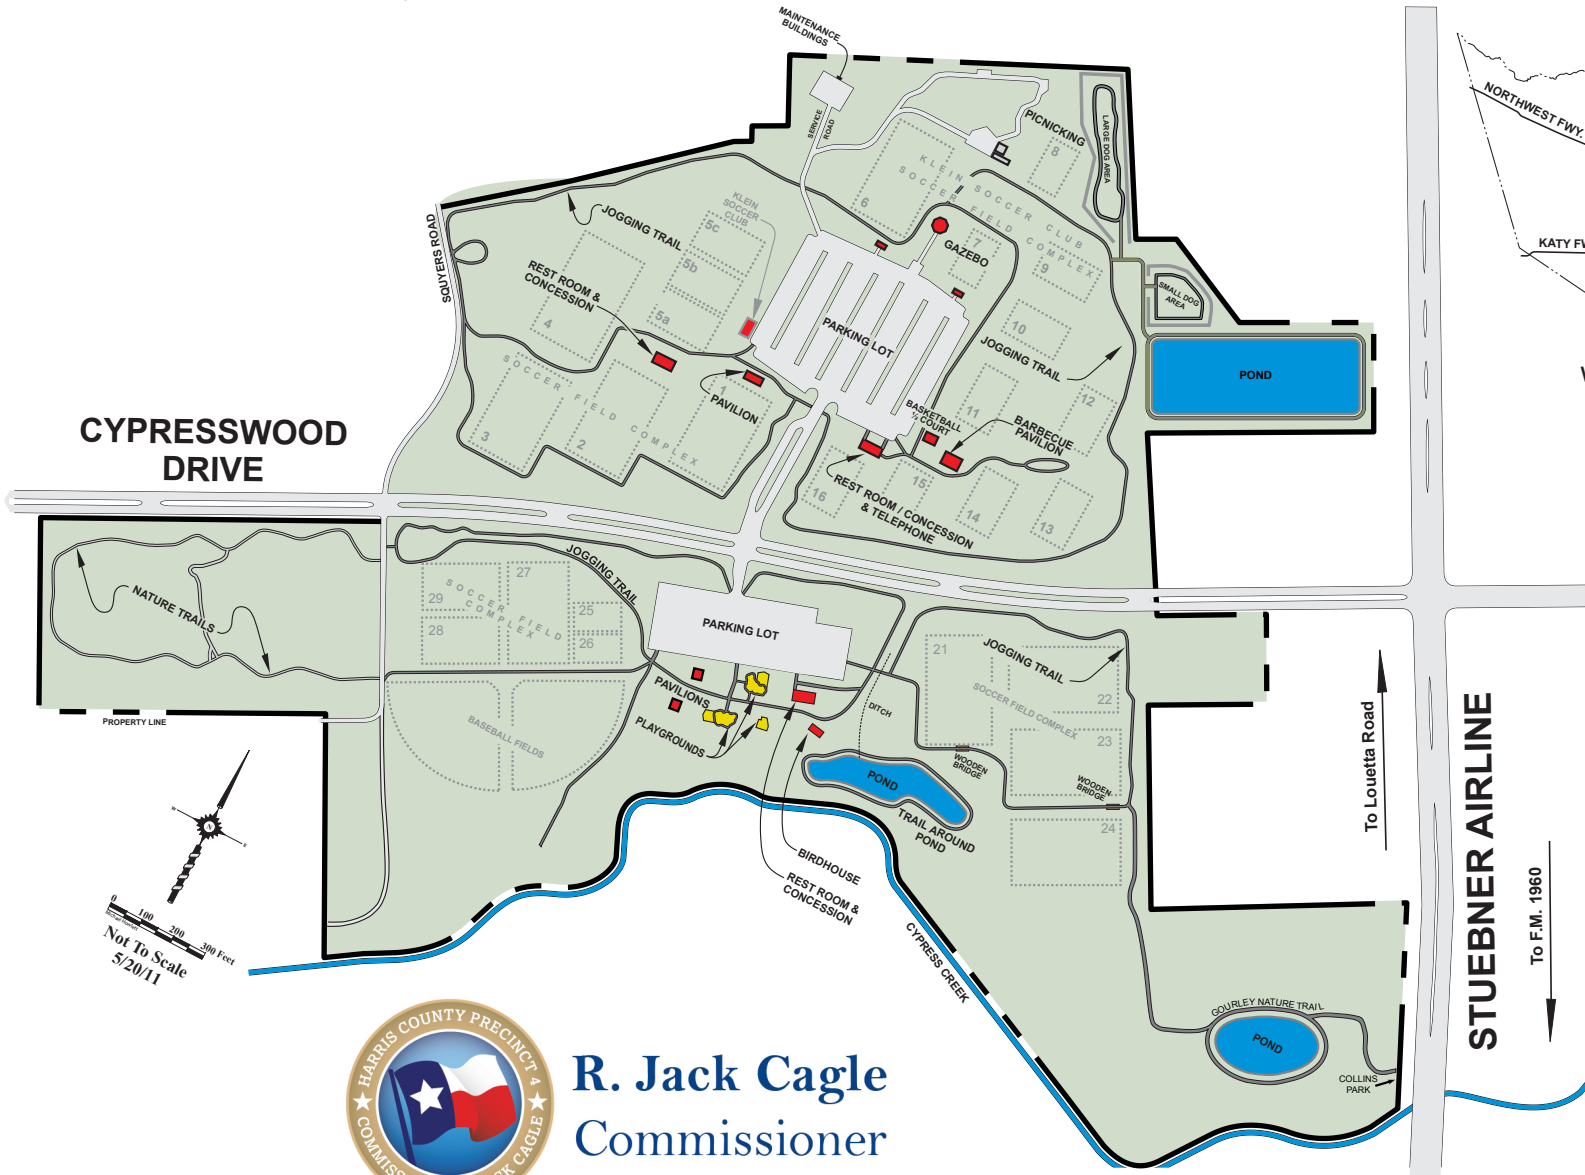 MAINTENANCE
BUILDINGS
SERVICE
ROAD
PICNICKING
LARGE DOG AREA
NORTHWEST FWY.
KLEIN SOCCER CLUB
SOCCER FIELD COMPLEX
8
6
7
9
10
11
12
13
14
15
16
KATY FW
SQUYERS ROAD
JOGGING TRAIL
KLEIN
SOCCER
CLUB
5c
5b
5a
4
GAZEBO
SMALL DOG
AREA
REST ROOM &
CONCESSION
PARKING LOT
JOGGING TRAIL
POND
SOCCER FIELD COMPLEX
3
2
1
PAVILION
BASKETBALL
½ COURT
BARBECUE
PAVILION
CYPRESSWOOD
DRIVE
REST ROOM / CONCESSION
& TELEPHONE
JOGGING TRAIL
NATURE TRAILS
SOCCER FIELD
COMPLEX
27
29
28
25
26
PARKING LOT
21
JOGGING TRAIL
SOCCER FIELD COMPLEX
22
23
24
PAVILIONS
PLAYGROUNDS
DITCH
BASEBALL FIELDS
PROPERTY LINE
WOODEN
BRIDGE
WOODEN
BRIDGE
POND
TRAIL AROUND
POND
BIRDHOUSE
REST ROOM &
CONCESSION
CYPRESS CREEK
To Louetta Road
STUEBNER AIRLINE
To F.M. 1960
W
N
0 100 200 300 Feet
Not To Scale
5/20/11
GOURLEY NATURE TRAIL
POND
COLLINS
PARK
HARRIS COUNTY PRECINCT 4
R. Jack Cagle
Commissioner